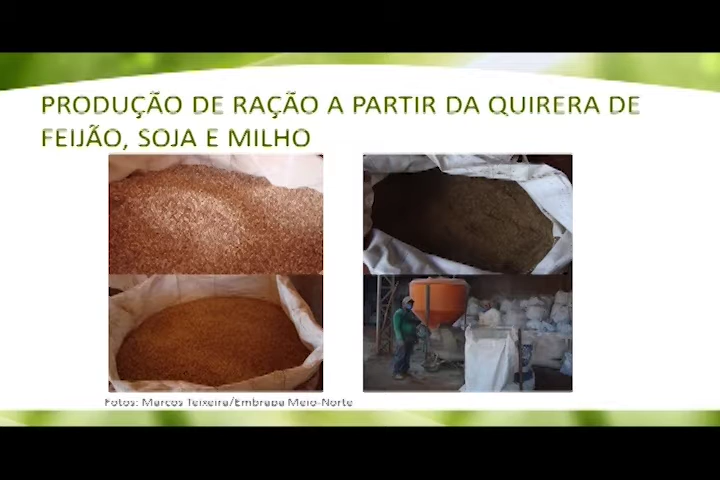 PRODUÇÃO DE RAÇÃO A PARTIR DA QUIRERA DE
FEIJÃO, SOJA E MILHO
Fotos: Marcos Teixeira/Embrapa Meio-Norte